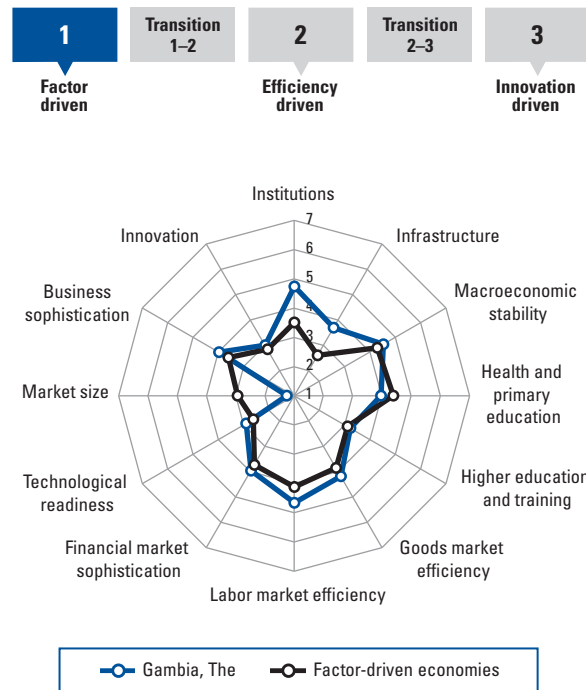 1
Transition
1–2
2
Transition
2–3
3
Factor
driven
Efficiency
driven
Innovation
driven
Institutions
7
6
5
4
3
2
1
Infrastructure
Macroeconomic
stability
Health and
primary
education
Higher education
and training
Goods market
efficiency
Labor market efficiency
Financial market
sophistication
Technological
readiness
Market size
Business
sophistication
Innovation
Gambia, The
Factor-driven economies